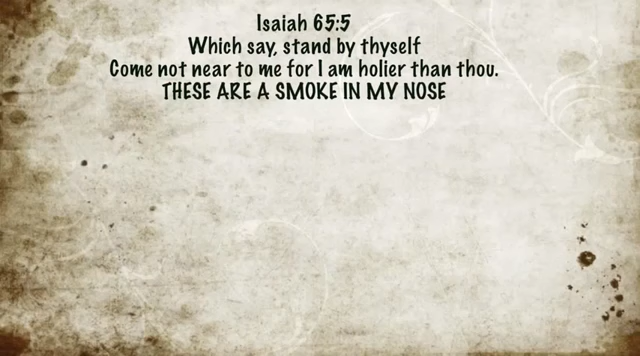 Isaiah 65:5
Which say, stand by thyself
Come not near to me for I am holier than thou.
THESE ARE A SMOKE IN MY NOSE